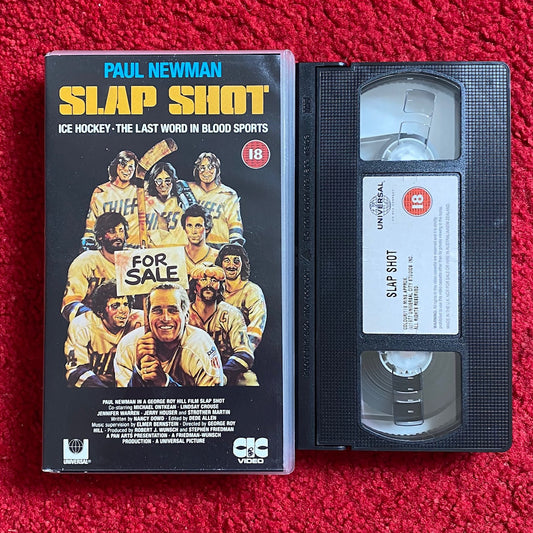 PAUL NEWMAN
SLAP SHOT
ICE HOCKEY · THE LAST WORD IN BLOOD SPORTS
18
CHIEFS
FOR
SALE
PAUL NEWMAN IN A GEORGE ROY HILL FILM SLAP SHOT
Co-starring MICHAEL ONTKEAN · LINDSAY CROUSE
JENNIFER WARREN · JERRY HOUSER and STROTHER MARTIN
Written by NANCY DOWD · Edited by DEDE ALLEN
Music supervision by ELMER BERNSTEIN · Directed by GEORGE ROY
HILL · Produced by ROBERT J. WUNSCH and STEPHEN FRIEDMAN
A PAN ARTS PRESENTATION · A FRIEDMAN-WUNSCH
PRODUCTION · A UNIVERSAL PICTURE
UNIVERSAL
CIC
VIDEO
18
UNIVERSAL
SLAP SHOT
ALL RIGHTS RESERVED